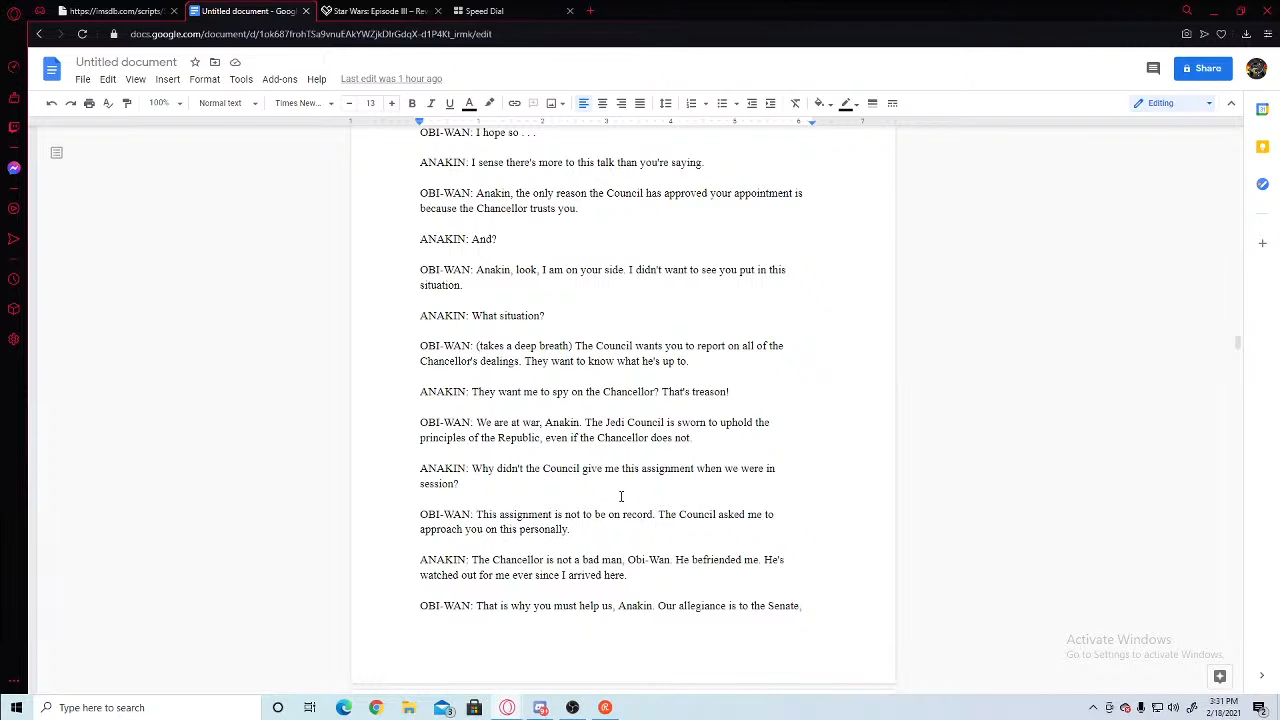 https://imsdb.com/scripts/S
Untitled document - Googl
Star Wars: Episode III – Rev
Speed Dial
docs.google.com/document/d/1ok687frohTSa9vnuEAkYWZjkDIrGdqX-d1P4Kt_irmk/edit
Untitled document
File Edit View Insert Format Tools Add-ons Help Last edit was 1 hour ago
Share
100% Normal text Times New... 13 Editing
1 1 2 3 4 5 6 7
OBI-WAN: I hope so . . .
ANAKIN: I sense there's more to this talk than you're saying.
OBI-WAN: Anakin, the only reason the Council has approved your appointment is
because the Chancellor trusts you.
ANAKIN: And?
OBI-WAN: Anakin, look, I am on your side. I didn't want to see you put in this
situation.
ANAKIN: What situation?
OBI-WAN: (takes a deep breath) The Council wants you to report on all of the
Chancellor's dealings. They want to know what he's up to.
ANAKIN: They want me to spy on the Chancellor? That's treason!
OBI-WAN: We are at war, Anakin. The Jedi Council is sworn to uphold the
principles of the Republic, even if the Chancellor does not.
ANAKIN: Why didn't the Council give me this assignment when we were in
session?
OBI-WAN: This assignment is not to be on record. The Council asked me to
approach you on this personally.
ANAKIN: The Chancellor is not a bad man, Obi-Wan. He befriended me. He's
watched out for me ever since I arrived here.
OBI-WAN: That is why you must help us, Anakin. Our allegiance is to the Senate,
Activate Windows
Go to Settings to activate Windows.
Type here to search
3:31 PM
2/18/2021